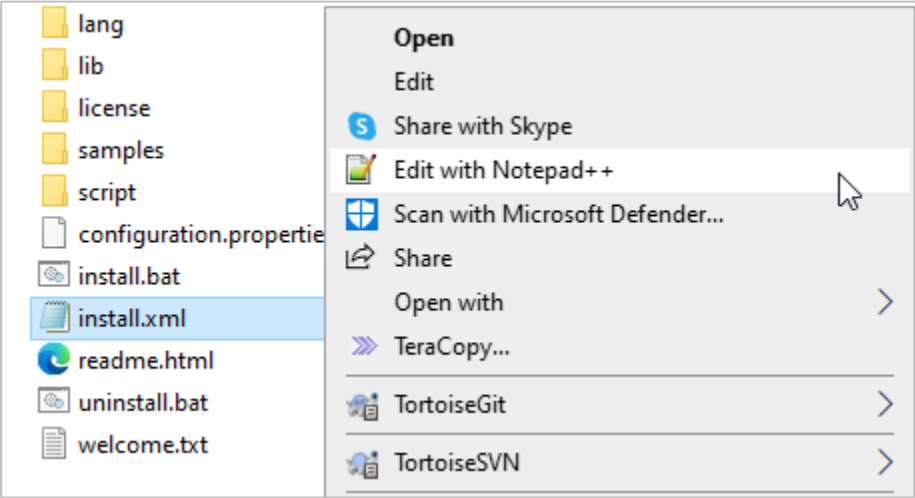 lang
lib
license
samples
script
configuration.propertie
install.bat
install.xml
readme.html
uninstall.bat
welcome.txt
Open
Edit
Share with Skype
Edit with Notepad++
Scan with Microsoft Defender...
Share
Open with
TeraCopy...
TortoiseGit
TortoiseSVN